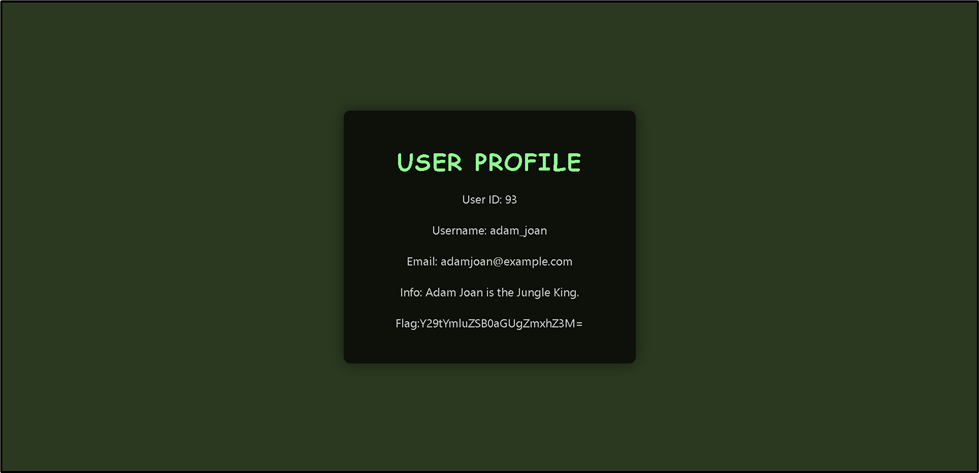 USER PROFILE
User ID: 93
Username: adam_joan
Email: adamjoan@example.com
Info: Adam Joan is the Jungle King.
Flag:Y29tYmluZSB0aGUgZmxhZ3M=